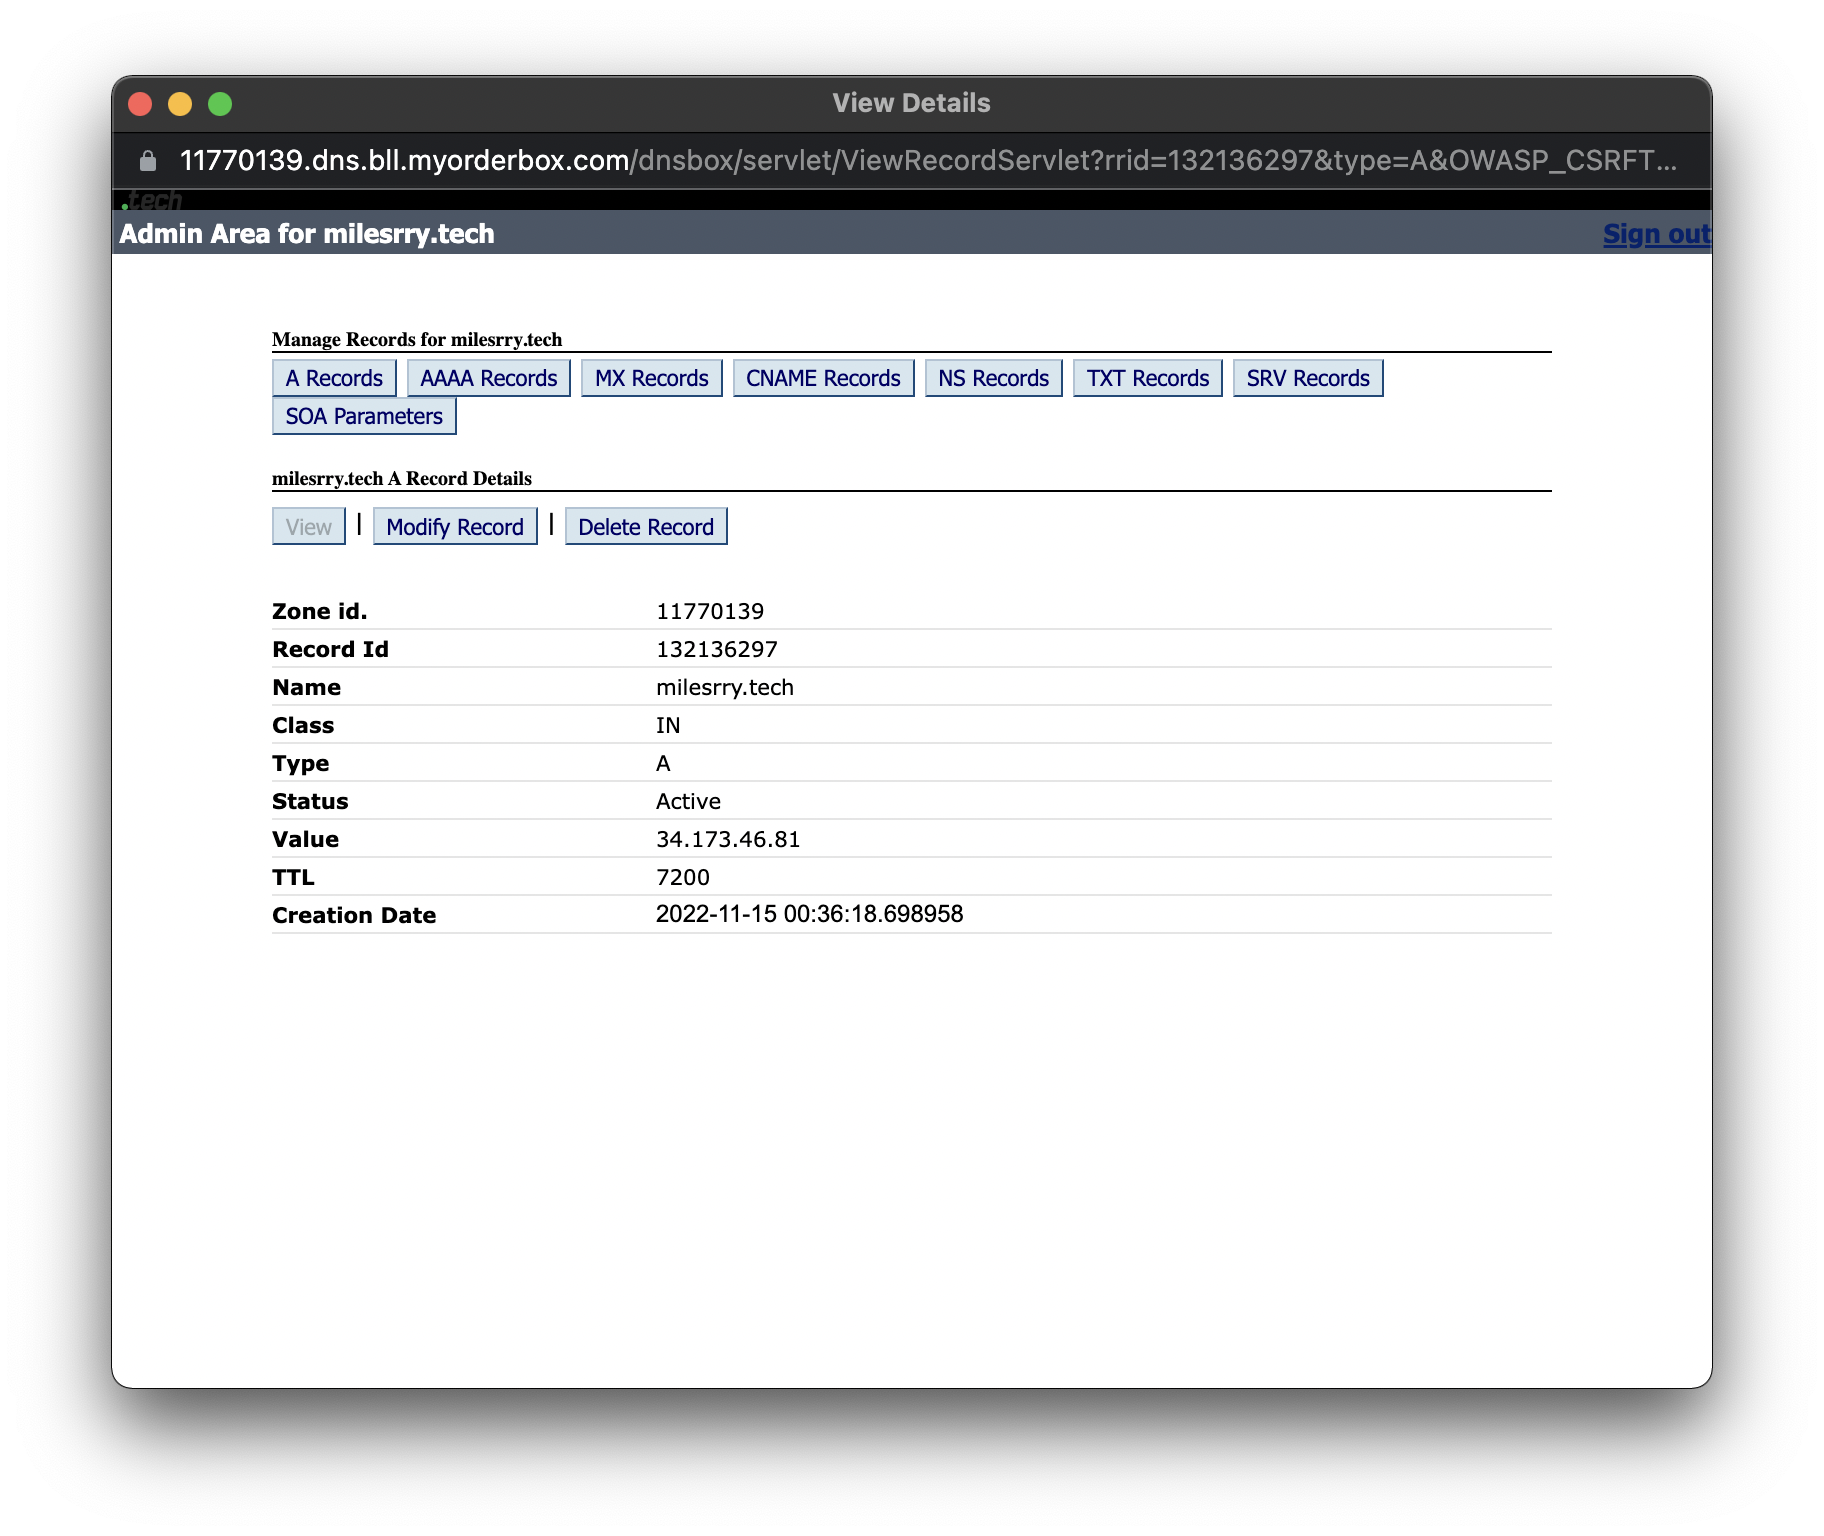 View Details
11770139.dns.bll.myorderbox.com/dnsbox/servlet/ViewRecordServlet?rrid=132136297&type=A&OWASP_CSRFT...
.tech
Admin Area for milesrry.tech Sign out
Manage Records for milesrry.tech
A Records AAAA Records MX Records CNAME Records NS Records TXT Records SRV Records
SOA Parameters
milesrry.tech A Record Details
View | Modify Record | Delete Record
Zone id. 11770139
Record Id 132136297
Name milesrry.tech
Class IN
Type A
Status Active
Value 34.173.46.81
TTL 7200
Creation Date 2022-11-15 00:36:18.698958